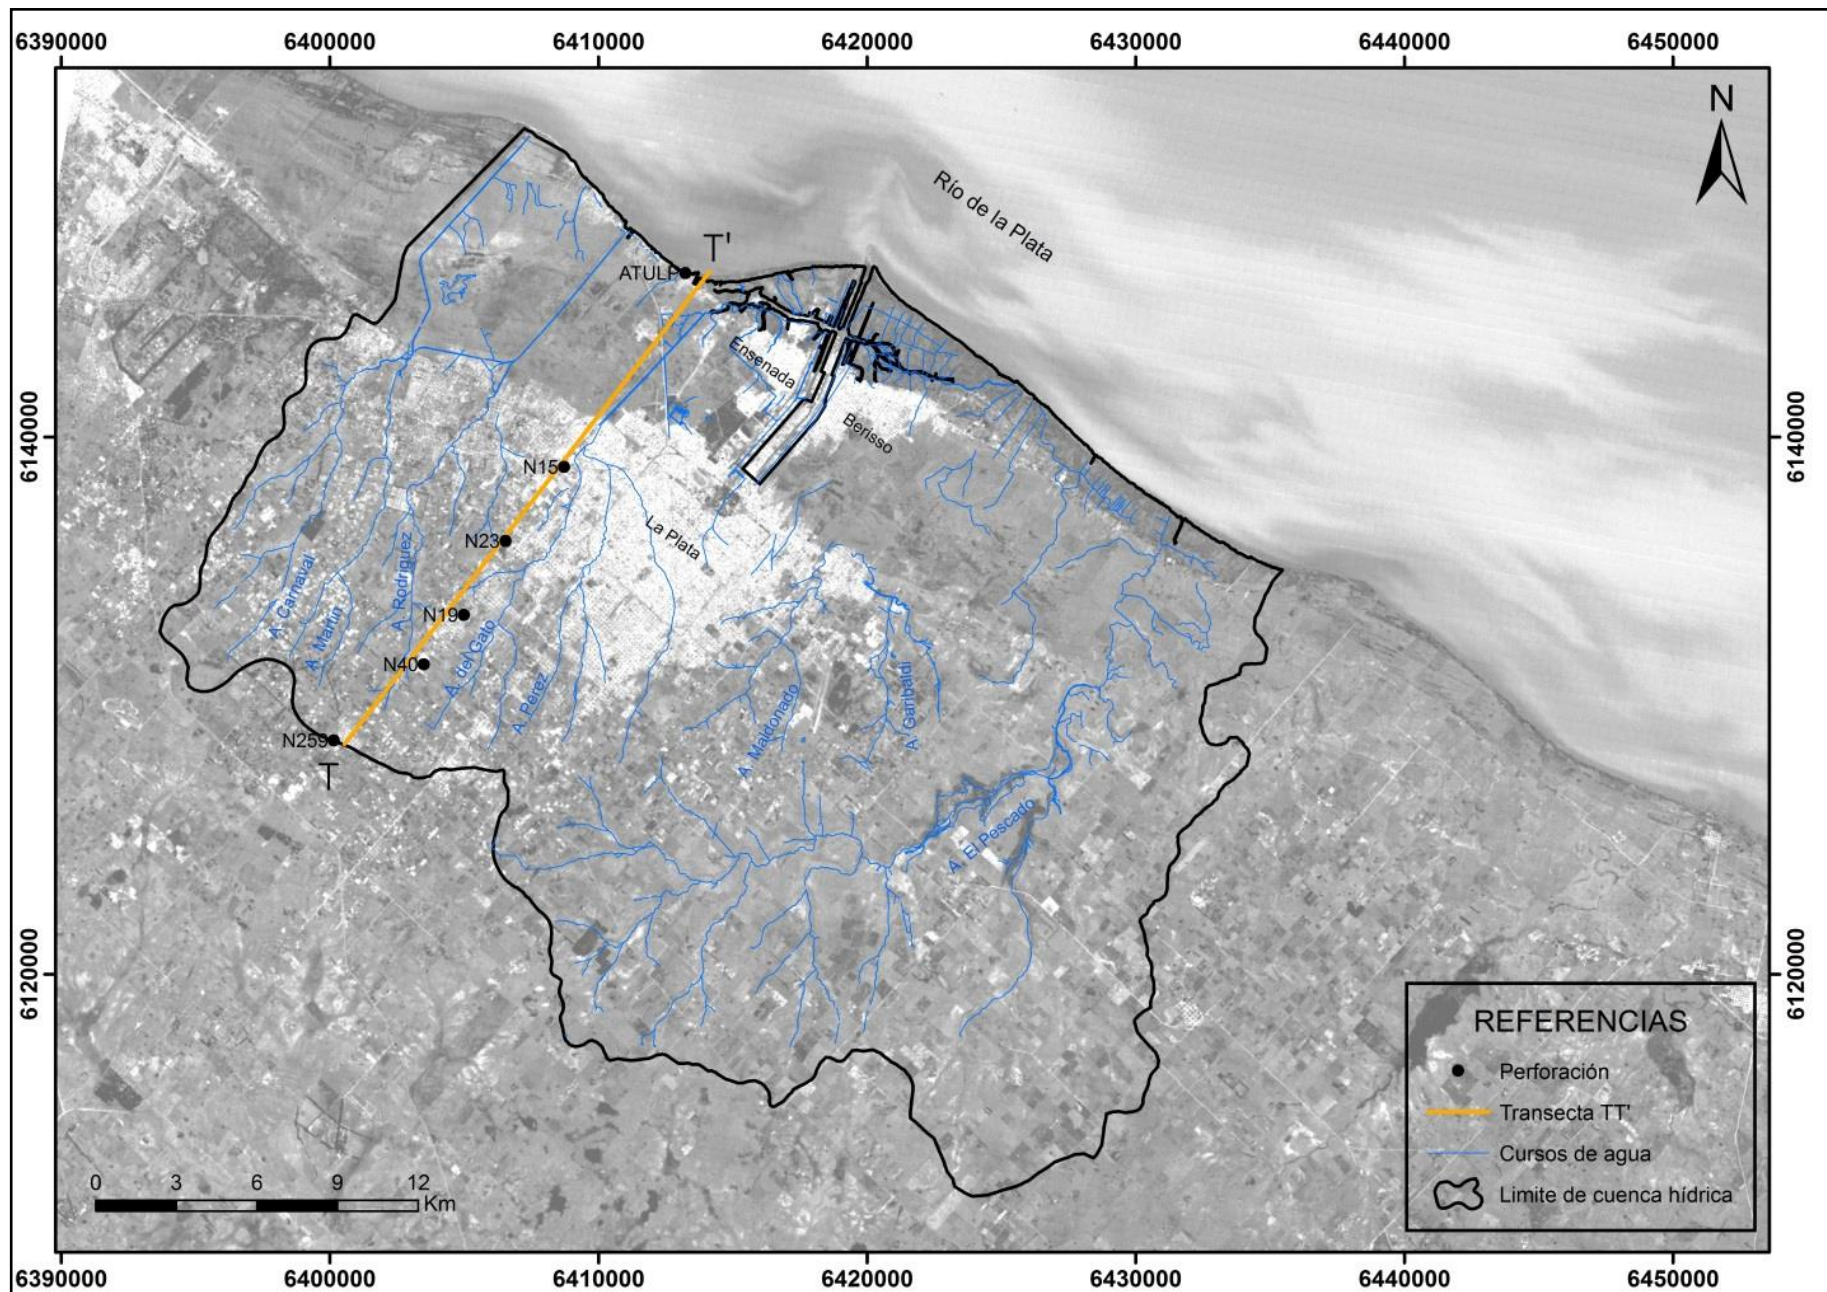 6390000 6400000 6410000 6420000 6430000 6440000 6450000
N
Río de la Plata
T'
ATULP
Ensenada
Berisso
6140000 6140000
N15
La Plata
N23
A. Carnaval
A. Martín
A. Rodríguez
N19
N40
A. del Gato
A. Perez
A. Maldonado
A. Garibaldi
N259
T
A. El Pescado
6120000 6120000
REFERENCIAS
Perforación
Transecta TT'
Cursos de agua
Limite de cuenca hídrica
0 3 6 9 12
Km
6390000 6400000 6410000 6420000 6430000 6440000 6450000